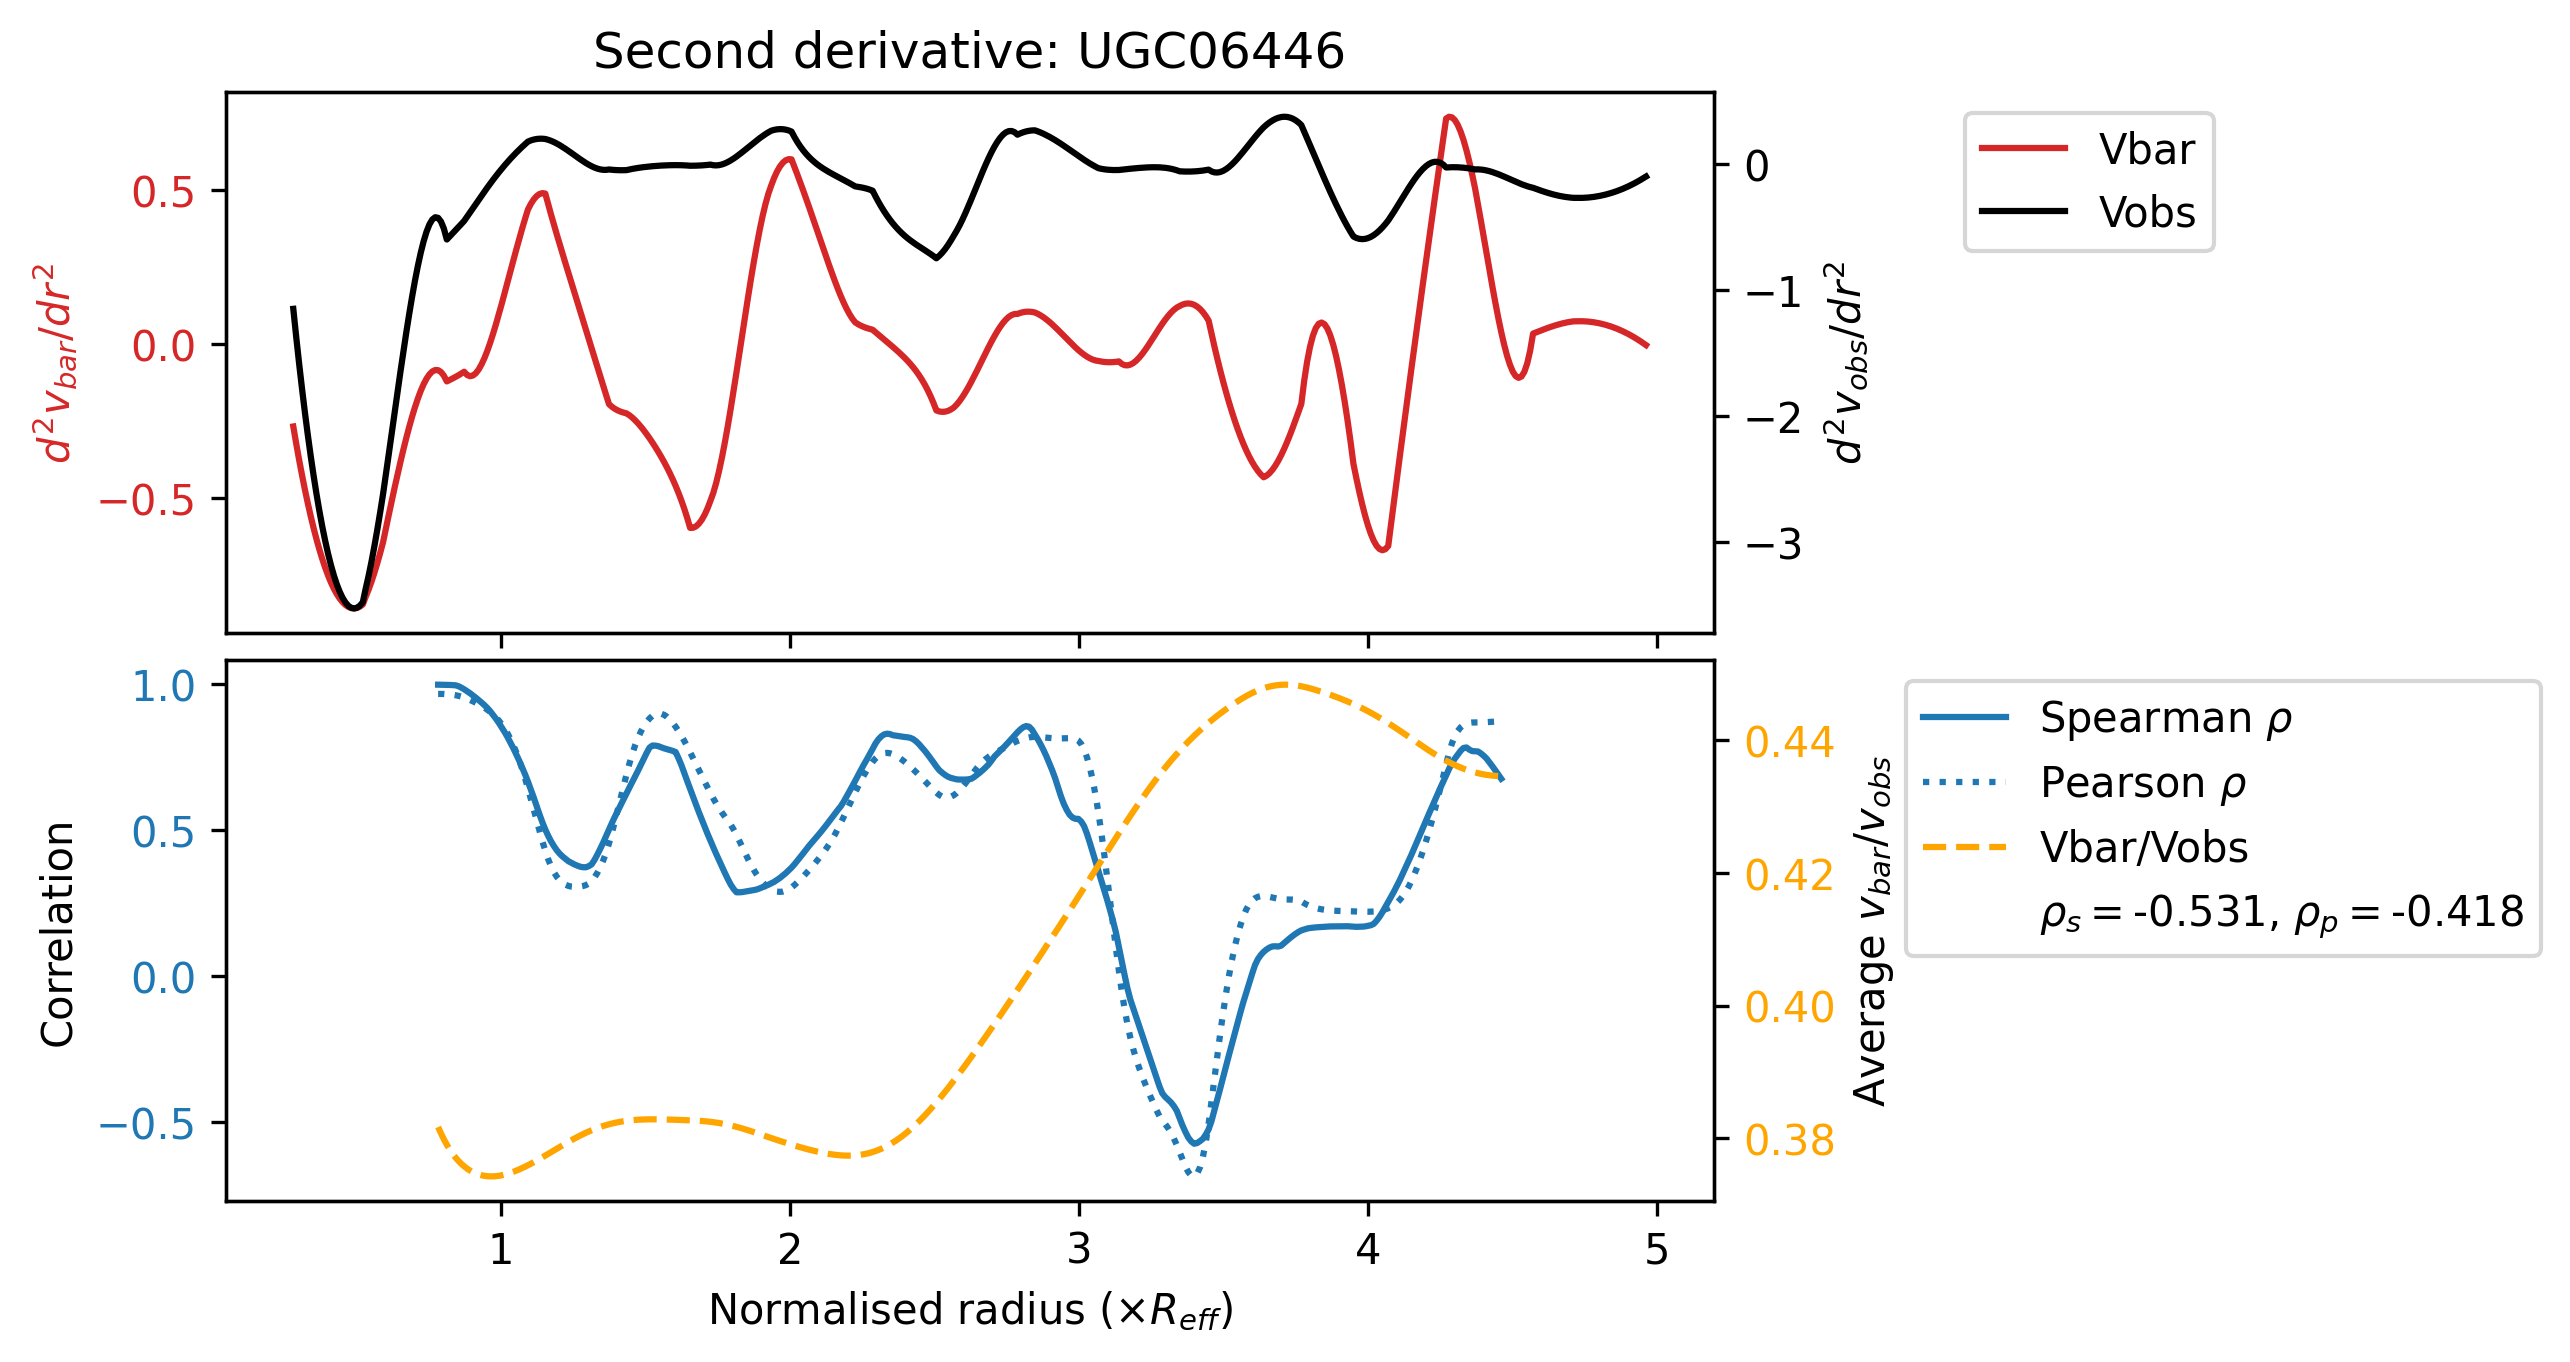 Second derivative: UGC06446
0.5
0.0
−0.5
d²v_bar/dr²
0
−1
−2
−3
d²v_obs/dr²
Vbar
Vobs
1.0
0.5
0.0
−0.5
Correlation
0.44
0.42
0.40
0.38
Average v_bar/v_obs
Spearman ρ
Pearson ρ
Vbar/Vobs
ρ_s = -0.531, ρ_p = -0.418
1 2 3 4 5
Normalised radius (×R_eff)